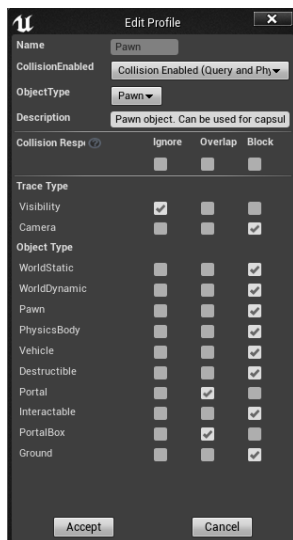 Edit Profile
Name Pawn
CollisionEnabled Collision Enabled (Query and Phy
ObjectType Pawn
Description Pawn object. Can be used for capsul
Collision Resp Ignore Overlap Block
Trace Type
Visibility
Camera
Object Type
WorldStatic
WorldDynamic
Pawn
PhysicsBody
Vehicle
Destructible
Portal
Interactable
PortalBox
Ground
Accept Cancel